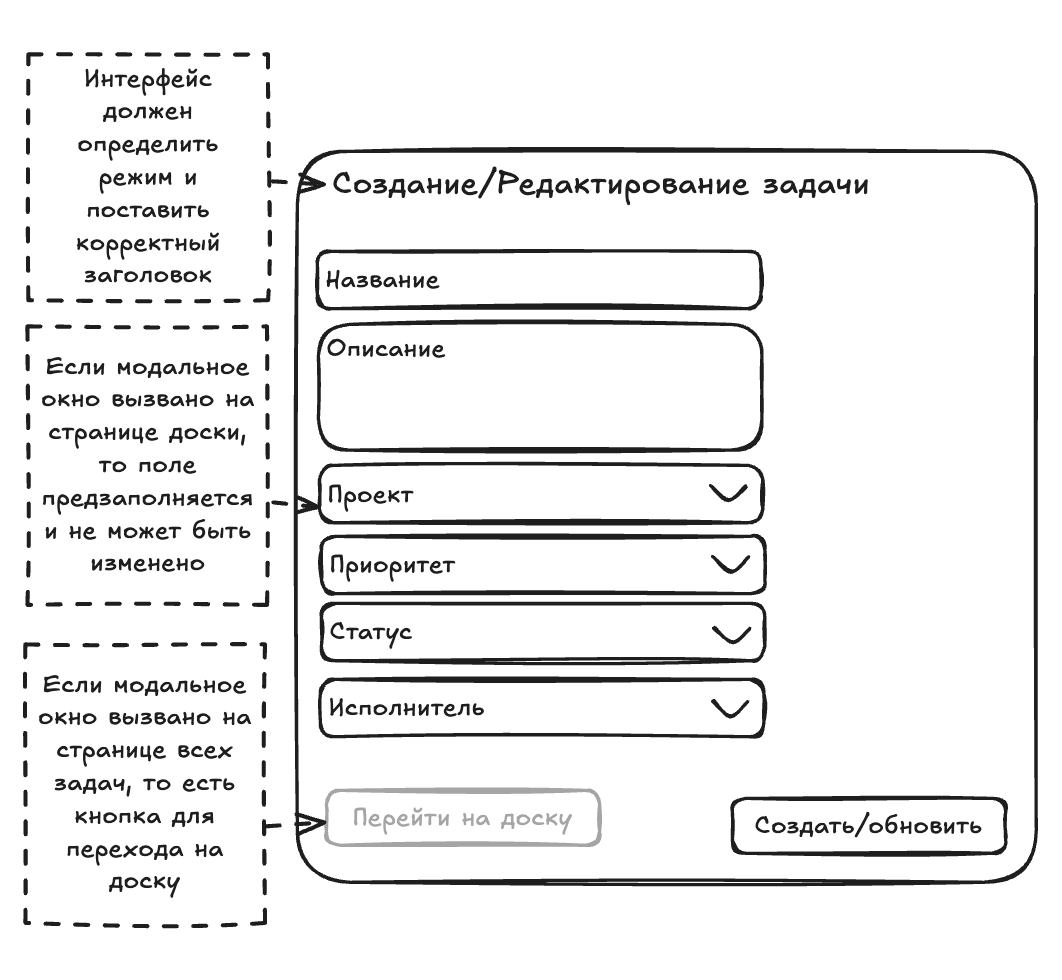 Интерфейс
должен
определить
режим и
поставить
корректный
заголовок
Создание/Редактирование задачи
Название
Описание
Если модальное
окно вызвано на
странице доски,
то поле
предзаполняется
и не может быть
изменено
Проект
Приоритет
Статус
Исполнитель
Если модальное
окно вызвано на
странице всех
задач, то есть
кнопка для
перехода на
доску
Перейти на доску
Создать/обновить